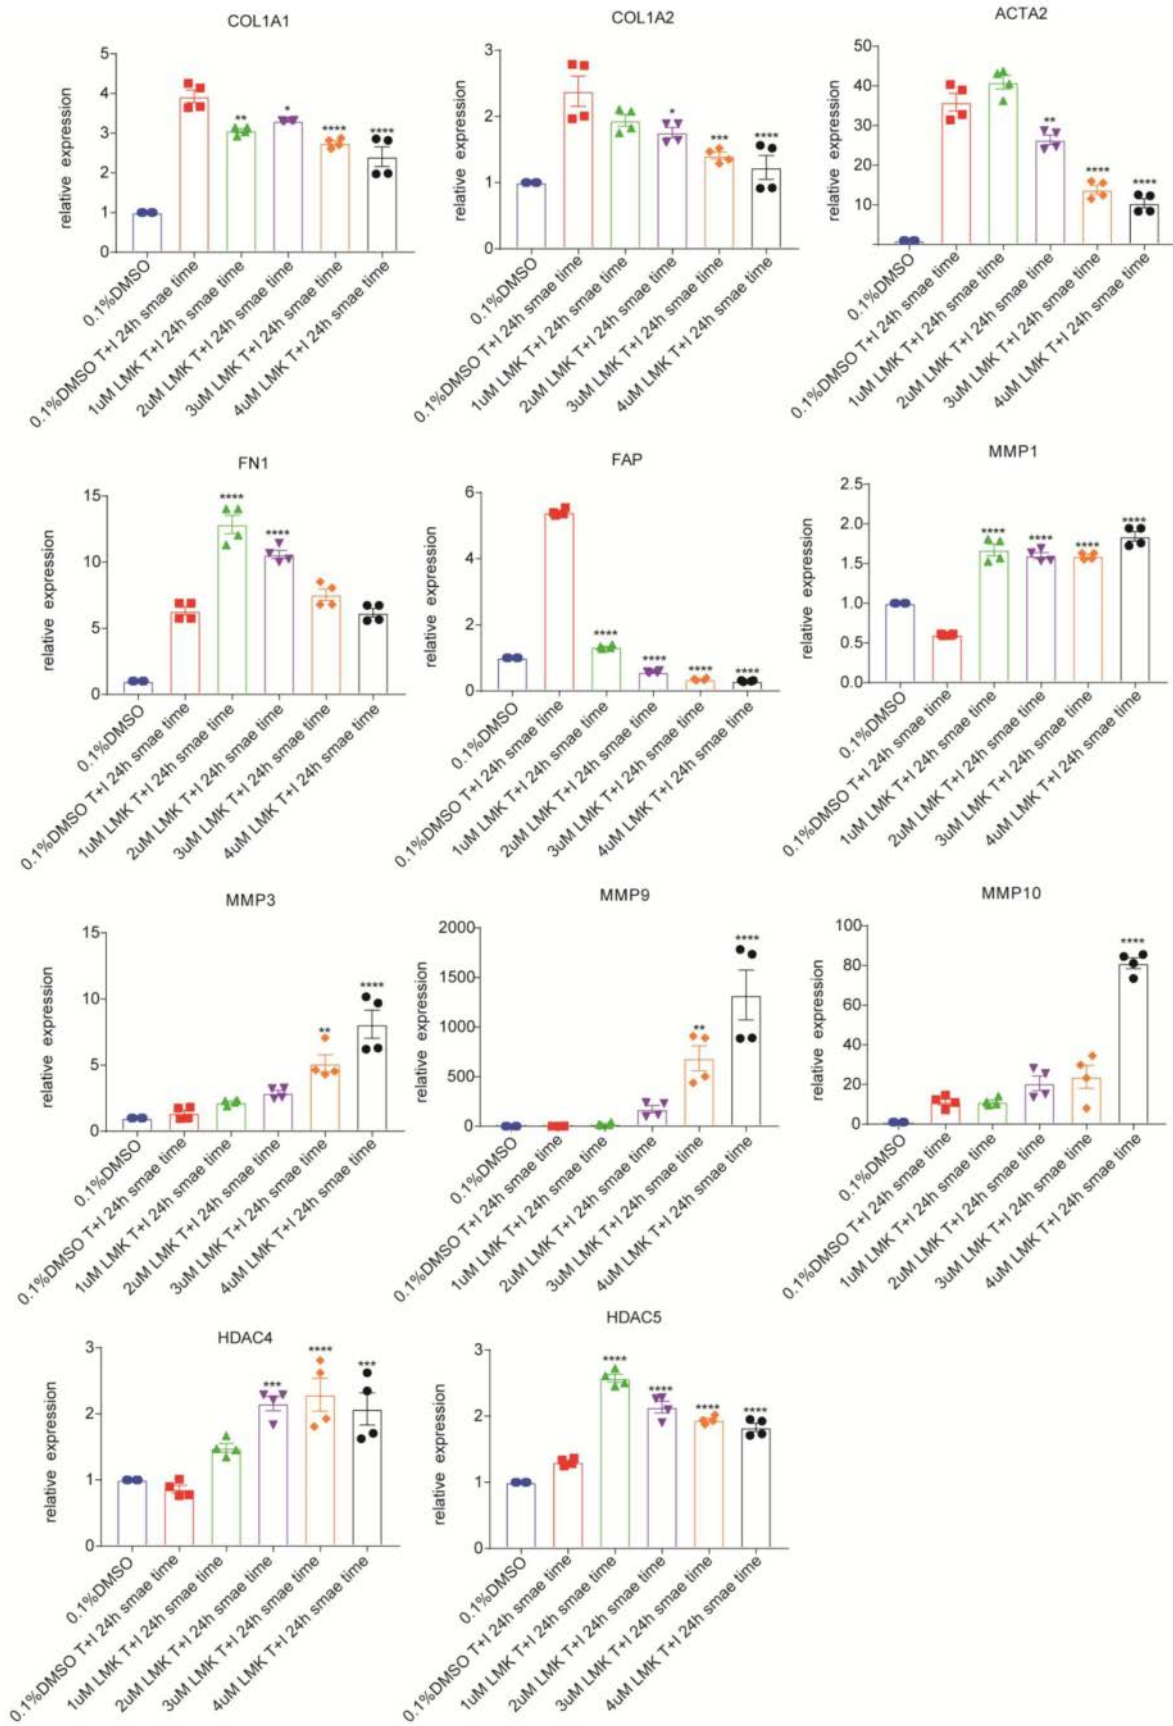 COL1A1
5
4
3
2
1
0
relative expression
** * **** ****
0.1%DMSO
0.1%DMSO T+I 24h smae time
1uM LMK T+I 24h smae time
2uM LMK T+I 24h smae time
3uM LMK T+I 24h smae time
4uM LMK T+I 24h smae time
COL1A2
3
2
1
0
relative expression
* *** ****
0.1%DMSO
0.1%DMSO T+I 24h smae time
1uM LMK T+I 24h smae time
2uM LMK T+I 24h smae time
3uM LMK T+I 24h smae time
4uM LMK T+I 24h smae time
ACTA2
50
40
30
20
10
relative expression
** **** ****
0.1%DMSO
0.1%DMSO T+I 24h smae time
1uM LMK T+I 24h smae time
2uM LMK T+I 24h smae time
3uM LMK T+I 24h smae time
4uM LMK T+I 24h smae time
FN1
15
10
5
0
relative expression
**** ****
0.1%DMSO
0.1%DMSO T+I 24h smae time
1uM LMK T+I 24h smae time
2uM LMK T+I 24h smae time
3uM LMK T+I 24h smae time
4uM LMK T+I 24h smae time
FAP
6
4
2
0
relative expression
**** **** **** ****
0.1%DMSO
0.1%DMSO T+I 24h smae time
1uM LMK T+I 24h smae time
2uM LMK T+I 24h smae time
3uM LMK T+I 24h smae time
4uM LMK T+I 24h smae time
MMP1
2.5
2.0
1.5
1.0
0.5
0.0
relative expression
**** **** **** ****
0.1%DMSO
0.1%DMSO T+I 24h smae time
1uM LMK T+I 24h smae time
2uM LMK T+I 24h smae time
3uM LMK T+I 24h smae time
4uM LMK T+I 24h smae time
MMP3
15
10
5
0
relative expression
** ****
0.1%DMSO
0.1%DMSO T+I 24h smae time
1uM LMK T+I 24h smae time
2uM LMK T+I 24h smae time
3uM LMK T+I 24h smae time
4uM LMK T+I 24h smae time
MMP9
2000
1500
1000
500
0
relative expression
** ****
0.1%DMSO
0.1%DMSO T+I 24h smae time
1uM LMK T+I 24h smae time
2uM LMK T+I 24h smae time
3uM LMK T+I 24h smae time
4uM LMK T+I 24h smae time
MMP10
100
80
60
40
20
0
relative expression
****
0.1%DMSO
0.1%DMSO T+I 24h smae time
1uM LMK T+I 24h smae time
2uM LMK T+I 24h smae time
3uM LMK T+I 24h smae time
4uM LMK T+I 24h smae time
HDAC4
3
2
1
0
relative expression
*** **** ***
0.1%DMSO
0.1%DMSO T+I 24h smae time
1uM LMK T+I 24h smae time
2uM LMK T+I 24h smae time
3uM LMK T+I 24h smae time
4uM LMK T+I 24h smae time
HDAC5
3
2
1
0
relative expression
**** **** **** ****
0.1%DMSO
0.1%DMSO T+I 24h smae time
1uM LMK T+I 24h smae time
2uM LMK T+I 24h smae time
3uM LMK T+I 24h smae time
4uM LMK T+I 24h smae time